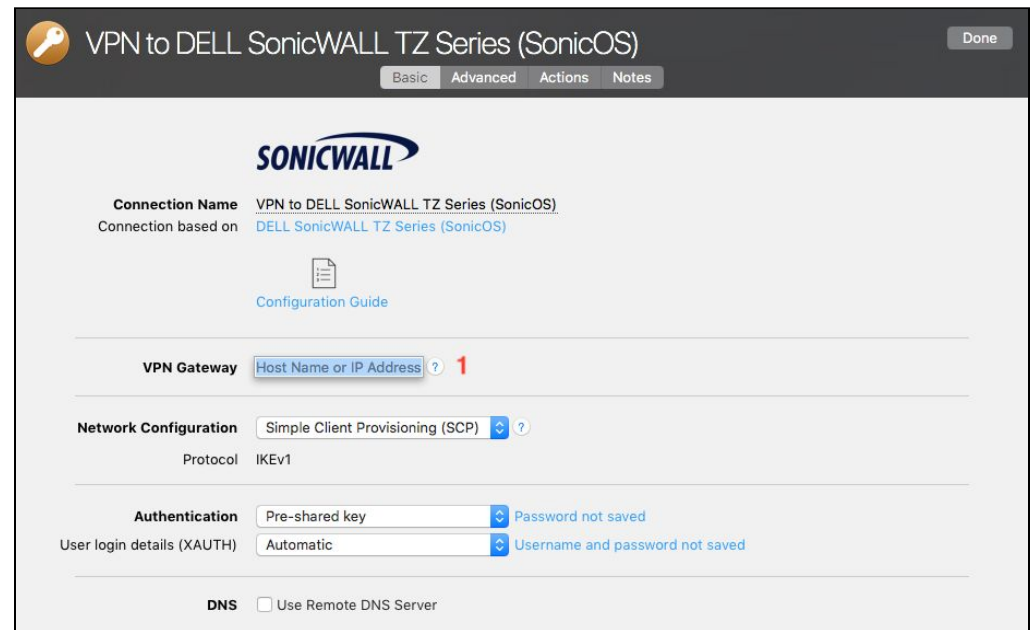 VPN to DELL SonicWALL TZ Series (SonicOS)
Done
Basic Advanced Actions Notes
SONICWALL
Connection Name VPN to DELL SonicWALL TZ Series (SonicOS)
Connection based on DELL SonicWALL TZ Series (SonicOS)
Configuration Guide
VPN Gateway Host Name or IP Address ? 1
Network Configuration Simple Client Provisioning (SCP) ?
Protocol IKEv1
Authentication Pre-shared key Password not saved
User login details (XAUTH) Automatic Username and password not saved
DNS Use Remote DNS Server